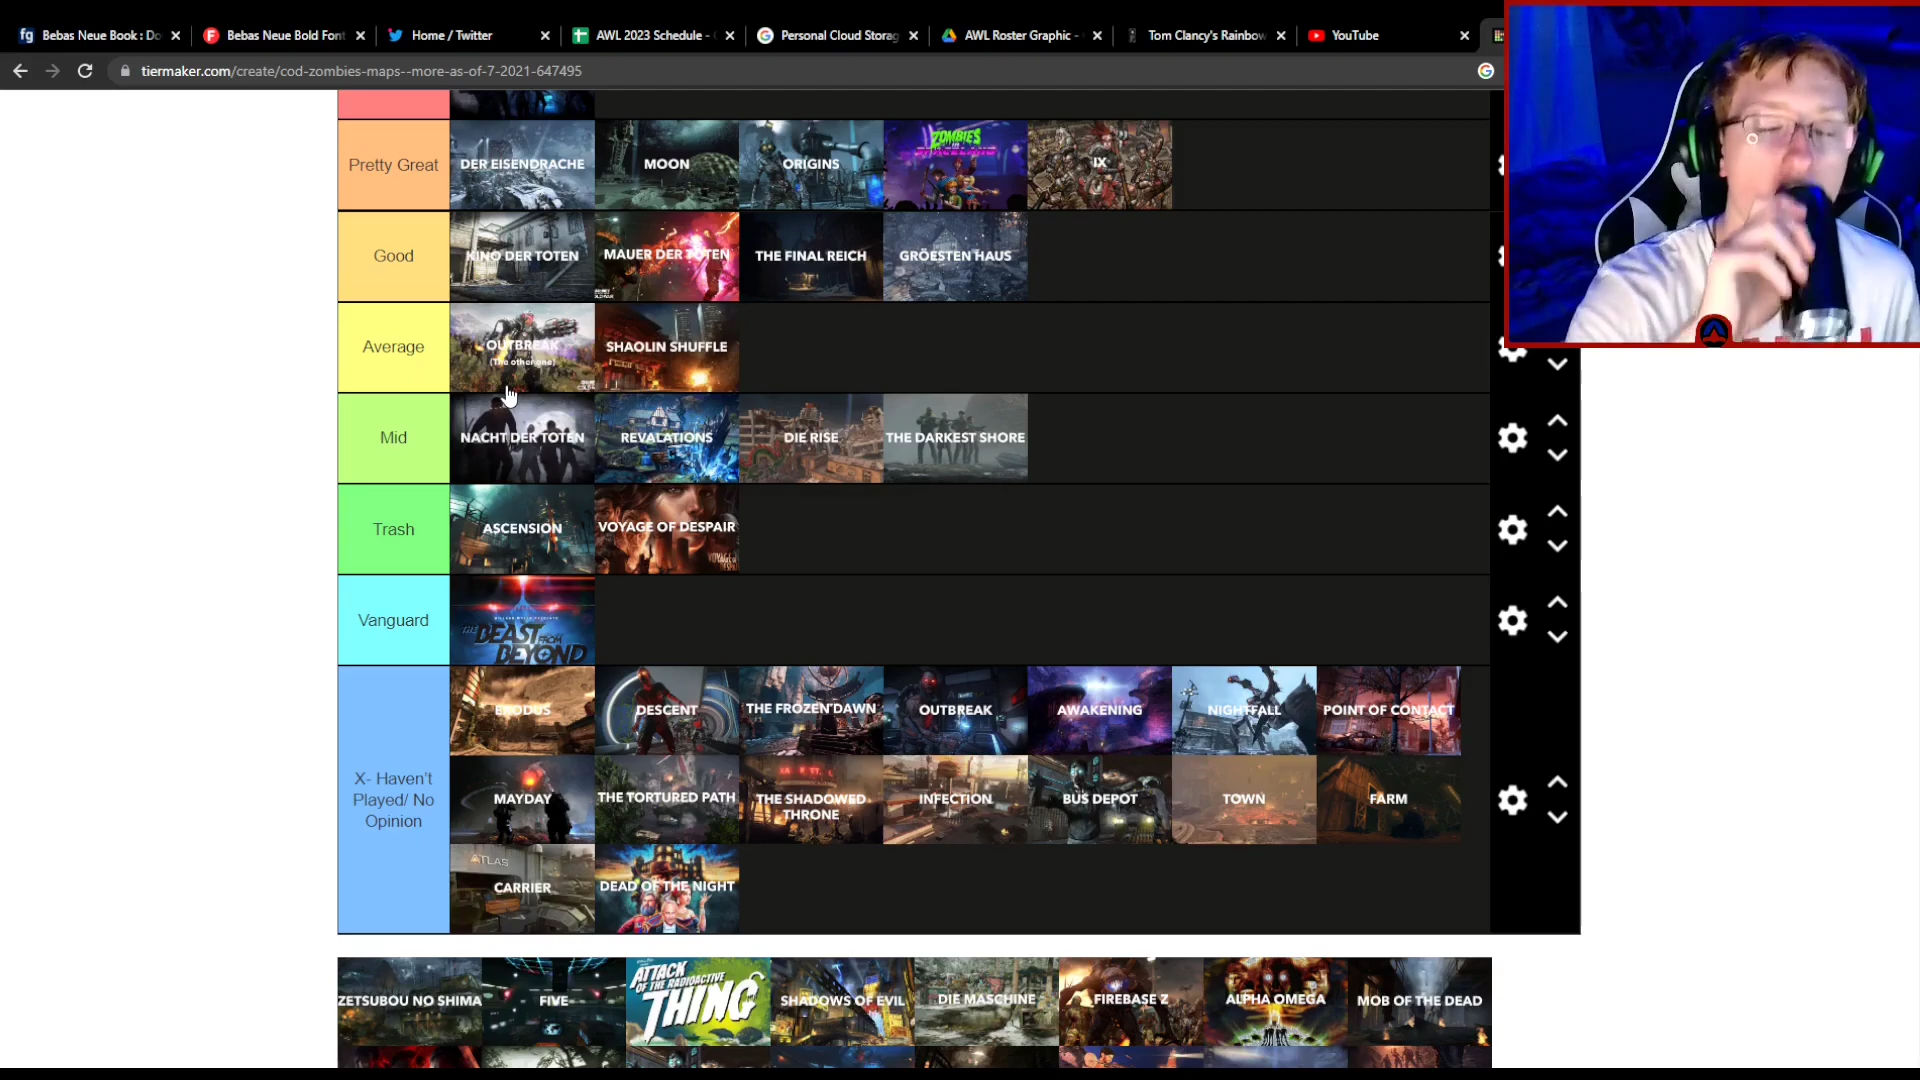 Bebas Neue Book : Do
Bebas Neue Bold Font
Home / Twitter
AWL 2023 Schedule -
Personal Cloud Storag
AWL Roster Graphic -
Tom Clancy's Rainbow
YouTube
tiermaker.com/create/cod-zombies-maps--more-as-of-7-2021-647495
Pretty Great
DER EISENDRACHE
MOON
ORIGINS
ZOMBIES
IN
SPACELAND
IX
Good
KINO DER TOTEN
MAUER DER TOTEN
THE FINAL REICH
GRÖESTEN HAUS
Average
OUTBREAK
(The other one)
SHAOLIN SHUFFLE
Mid
NACHT DER TOTEN
REVALATIONS
DIE RISE
THE DARKEST SHORE
Trash
ASCENSION
VOYAGE OF DESPAIR
Vanguard
THE BEAST FROM
BEYOND
X- Haven't
Played/ No
Opinion
EXODUS
DESCENT
THE FROZEN DAWN
OUTBREAK
AWAKENING
NIGHTFALL
POINT OF CONTACT
MAYDAY
THE TORTURED PATH
THE SHADOWED
THRONE
INFECTION
BUS DEPOT
TOWN
FARM
ATLAS
CARRIER
DEAD OF THE NIGHT
ZETSUBOU NO SHIMA
FIVE
ATTACK
OF THE RADIOACTIVE
THING
SHADOWS OF EVIL
DIE MASCHINE
FIREBASE Z
ALPHA OMEGA
MOB OF THE DEAD